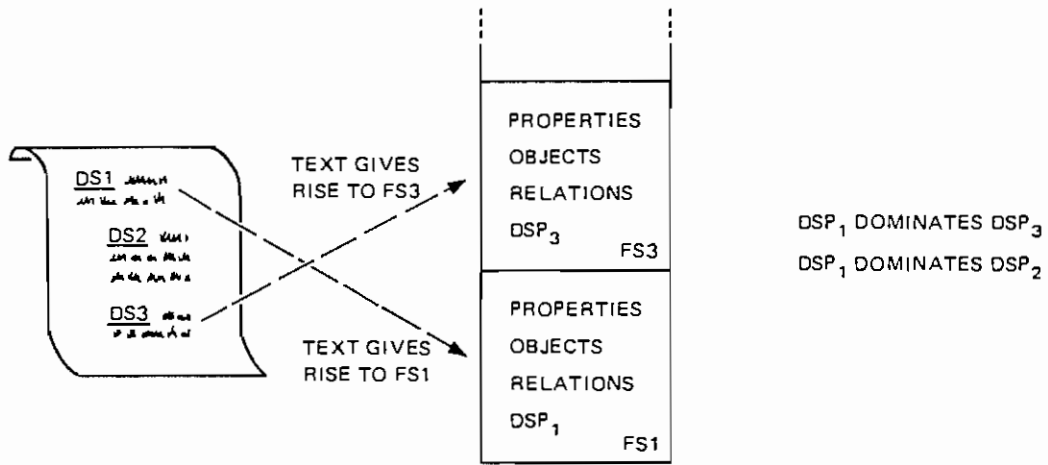 DS1
DS2
DS3
TEXT GIVES
RISE TO FS3
TEXT GIVES
RISE TO FS1
PROPERTIES
OBJECTS
RELATIONS
DSP₃
FS3
PROPERTIES
OBJECTS
RELATIONS
DSP₁
FS1
DSP₁ DOMINATES DSP₃
DSP₁ DOMINATES DSP₂